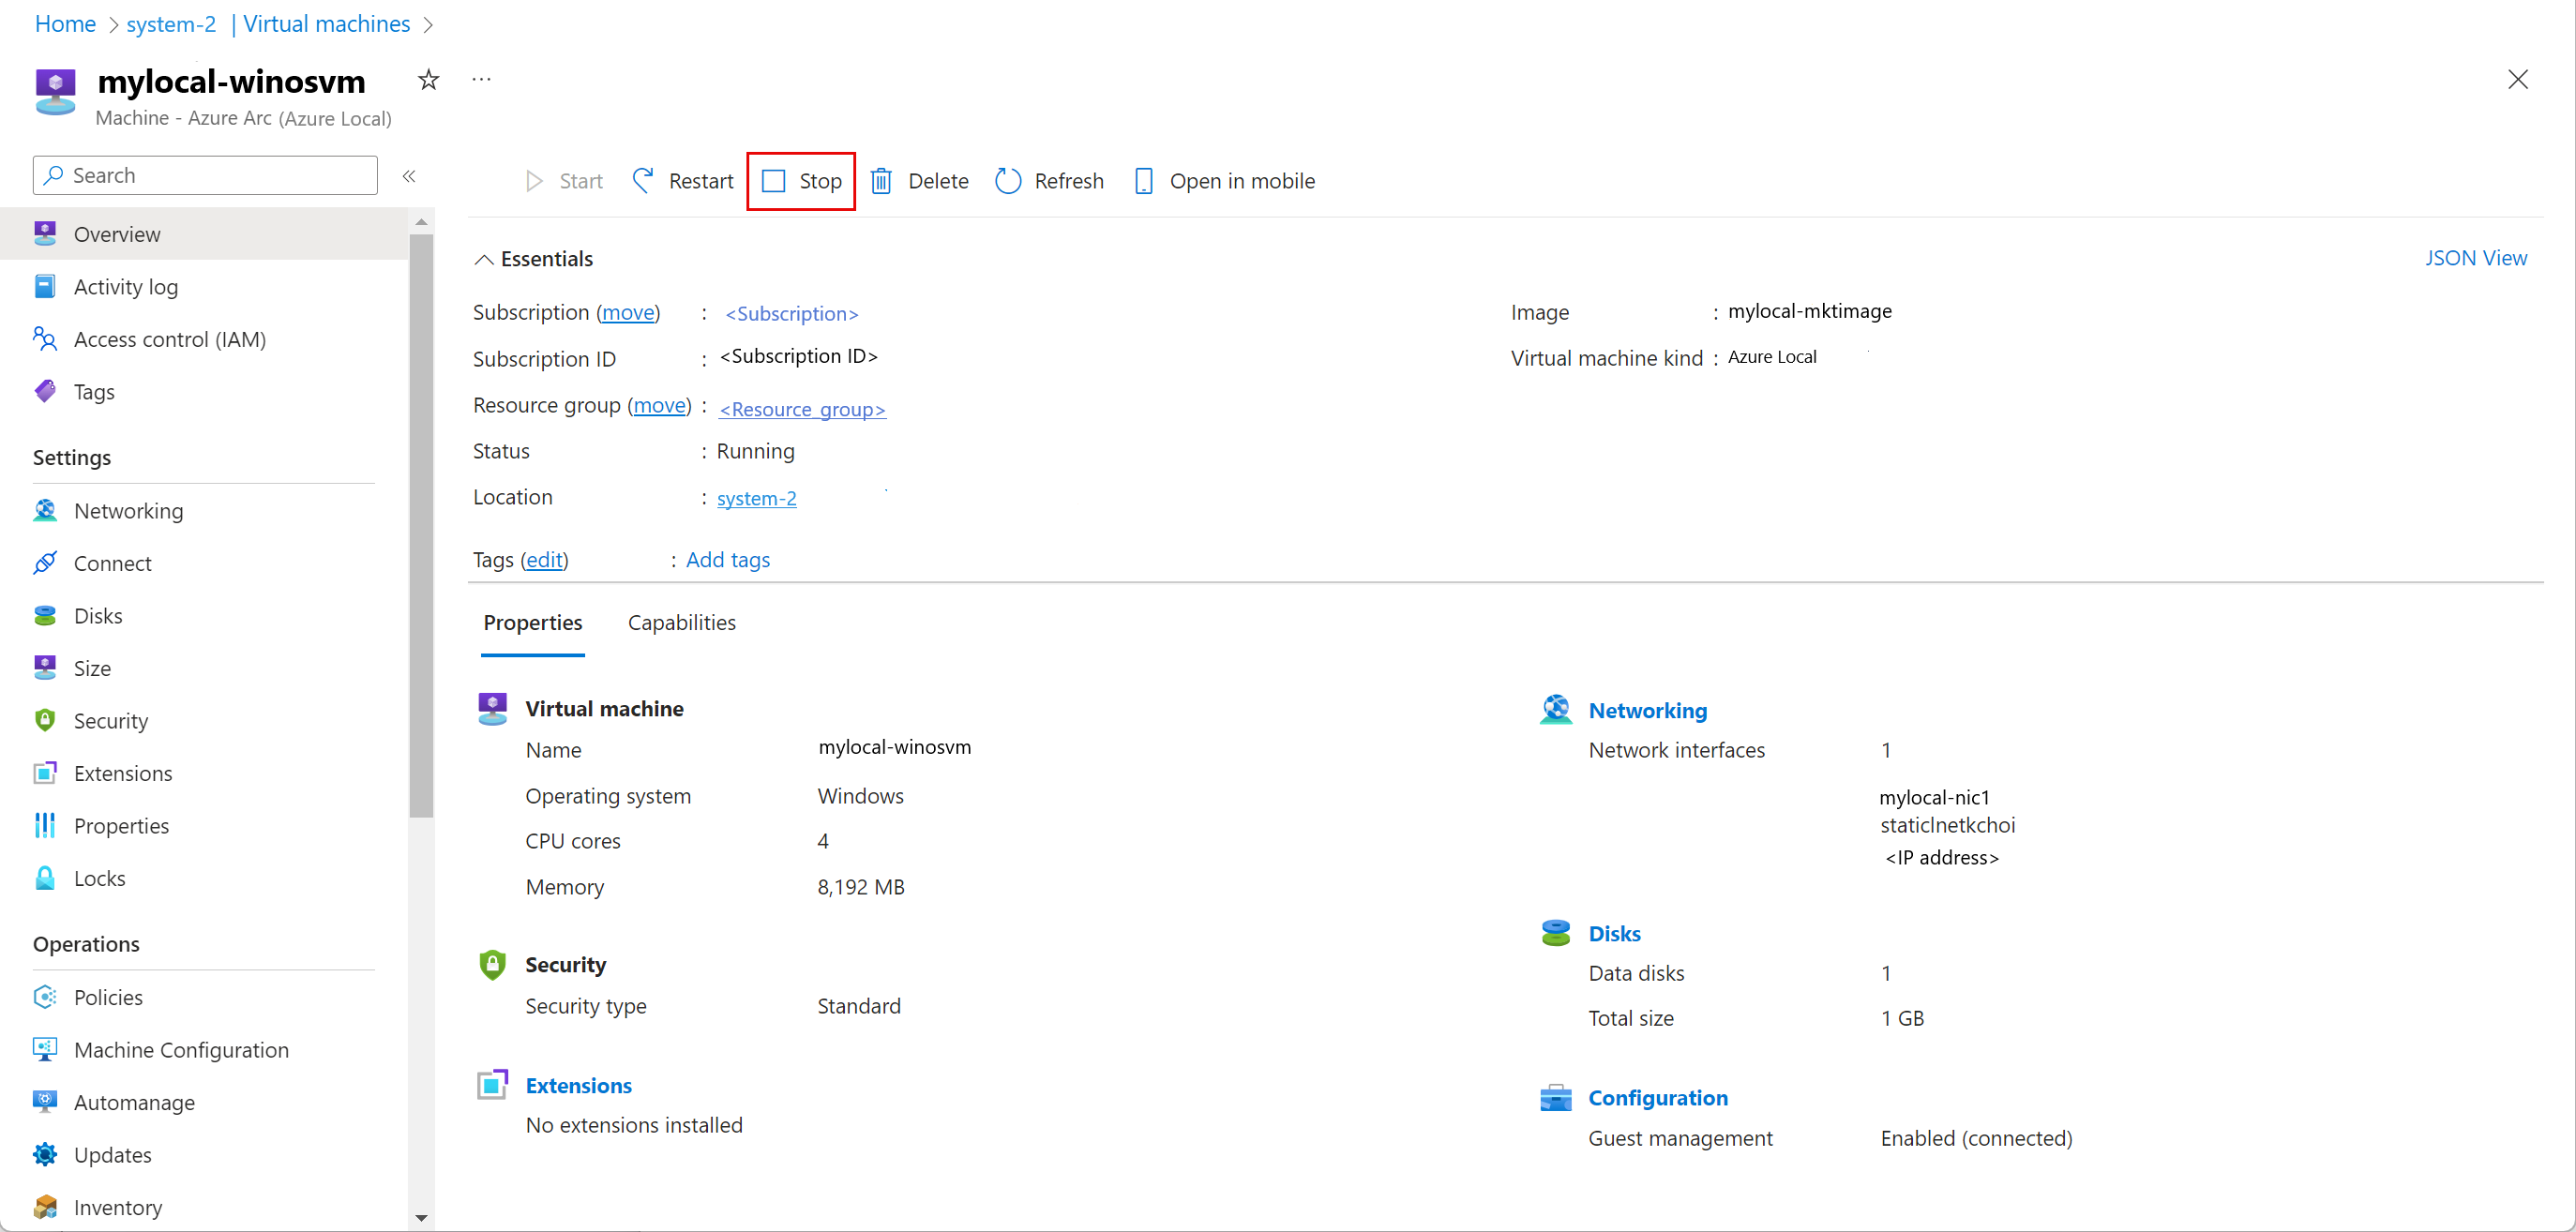 Home > system-2 | Virtual machines >
mylocal-winosvm
Machine - Azure Arc (Azure Local)
Search
Overview
Activity log
Access control (IAM)
Tags
Settings
Networking
Connect
Disks
Size
Security
Extensions
Properties
Locks
Operations
Policies
Machine Configuration
Automanage
Updates
Inventory
Start Restart Stop Delete Refresh Open in mobile
Essentials
JSON View
Subscription (move) : <Subscription>
Subscription ID : <Subscription ID>
Resource group (move) : <Resource_group>
Status : Running
Location : system-2
Image : mylocal-mktimage
Virtual machine kind : Azure Local
Tags (edit) : Add tags
Properties Capabilities
Virtual machine
Name mylocal-winosvm
Operating system Windows
CPU cores 4
Memory 8,192 MB
Security
Security type Standard
Extensions
No extensions installed
Networking
Network interfaces 1
mylocal-nic1
staticlnetkchoi
<IP address>
Disks
Data disks 1
Total size 1 GB
Configuration
Guest management Enabled (connected)